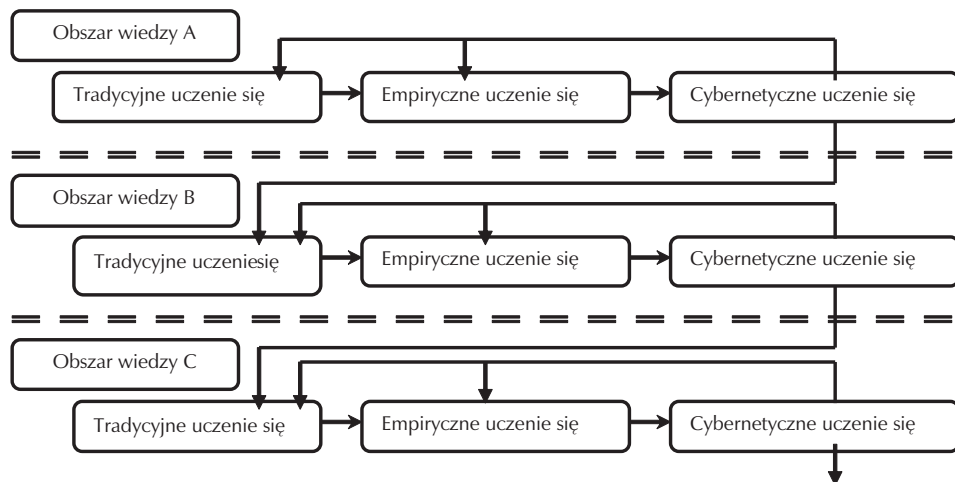 Obszar wiedzy A
Tradycyjne uczenie się
Empiryczne uczenie się
Cybernetyczne uczenie się
Obszar wiedzy B
Tradycyjne uczeniesię
Empiryczne uczenie się
Cybernetyczne uczenie się
Obszar wiedzy C
Tradycyjne uczenie się
Empiryczne uczenie się
Cybernetyczne uczenie się